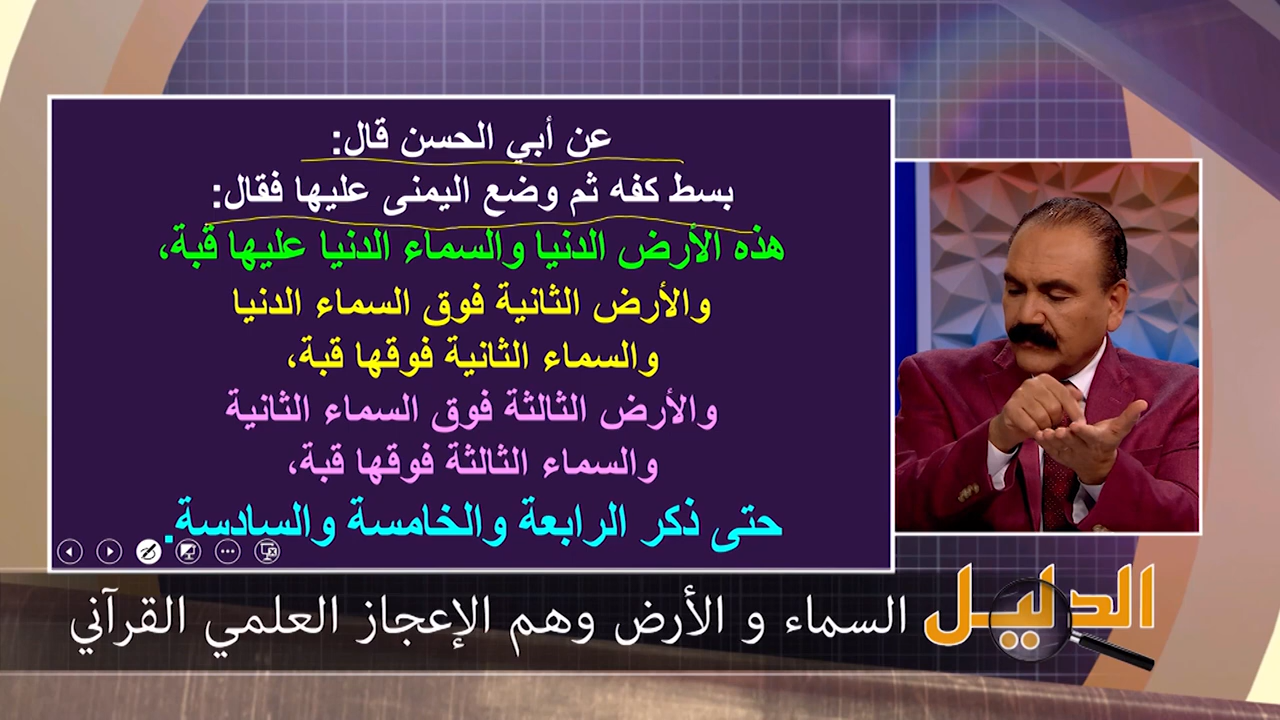 عن أبي الحسن قال:
بسط كفه ثم وضع اليمنى عليها فقال:
هذه الأرض الدنيا والسماء الدنيا عليها قبة،
والأرض الثانية فوق السماء الدنيا
والسماء الثانية فوقها قبة،
والأرض الثالثة فوق السماء الثانية
والسماء الثالثة فوقها قبة،
حتى ذكر الرابعة والخامسة والسادسة.
الدليل
السماء و الأرض وهم الإعجاز العلمي القرآني